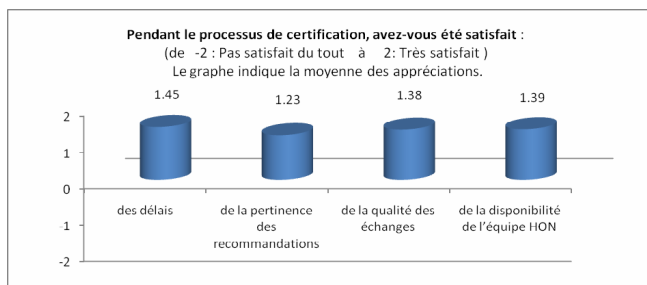 Pendant le processus de certification, avez-vous été satisfait :
(de -2 : Pas satisfait du tout à 2: Très satisfait )
Le graphe indique la moyenne des appréciations.
1.45
1.23
1.38
1.39
2
1
0
-1
-2
des délais
de la pertinence
des
recommandations
de la qualité des
échanges
de la disponibilité
de l'équipe HON